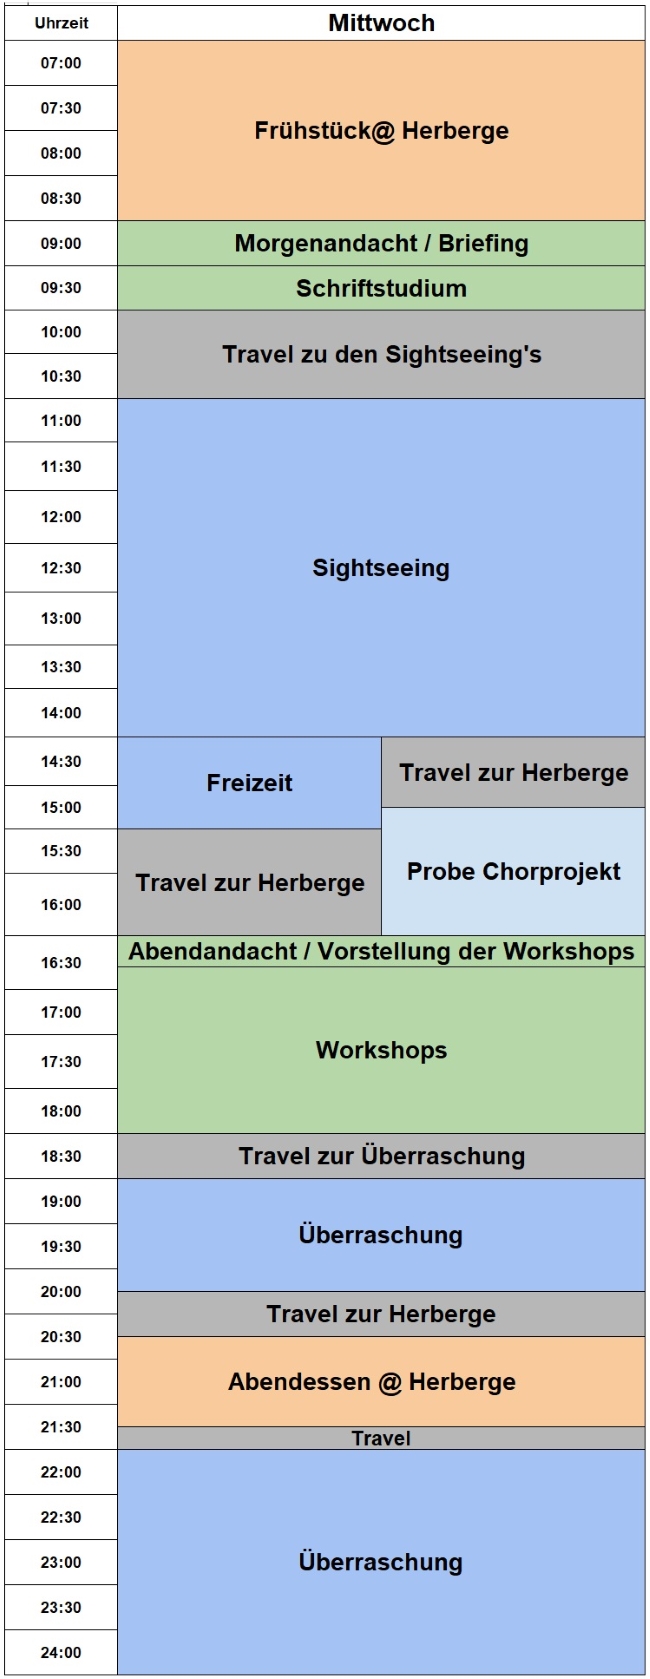 Uhrzeit Mittwoch
07:00
07:30
Frühstück@ Herberge
08:00
08:30
09:00 Morgenandacht / Briefing
09:30 Schriftstudium
10:00
Travel zu den Sightseeing's
10:30
11:00
11:30
12:00
12:30 Sightseeing
13:00
13:30
14:00
14:30 Travel zur Herberge
Freizeit
15:00
15:30
Probe Chorprojekt
Travel zur Herberge
16:00
Abendandacht / Vorstellung der Workshops
16:30
17:00
Workshops
17:30
18:00
18:30 Travel zur Überraschung
19:00
Überraschung
19:30
20:00
Travel zur Herberge
20:30
21:00 Abendessen @ Herberge
21:30
Travel
22:00
22:30
23:00 Überraschung
23:30
24:00